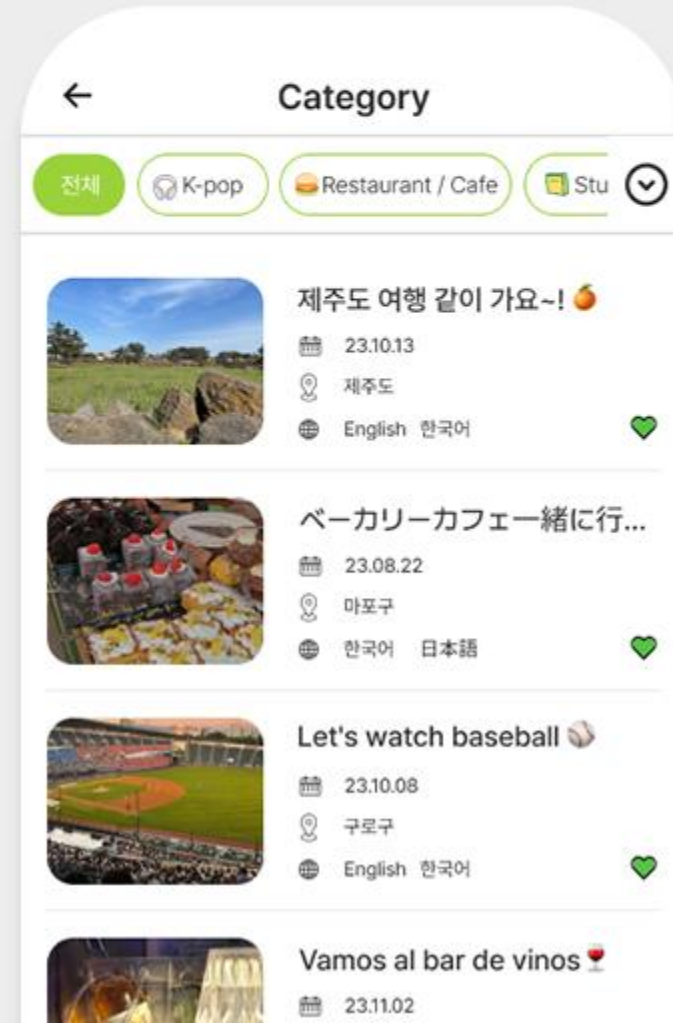 Category
전체 K-pop Restaurant / Cafe Stu
제주도 여행 같이 가요~!
23.10.13
제주도
English 한국어
ベーカリーカフェ一緒に行...
23.08.22
마포구
한국어 日本語
Let's watch baseball
23.10.08
구로구
English 한국어
Vamos al bar de vinos
23.11.02